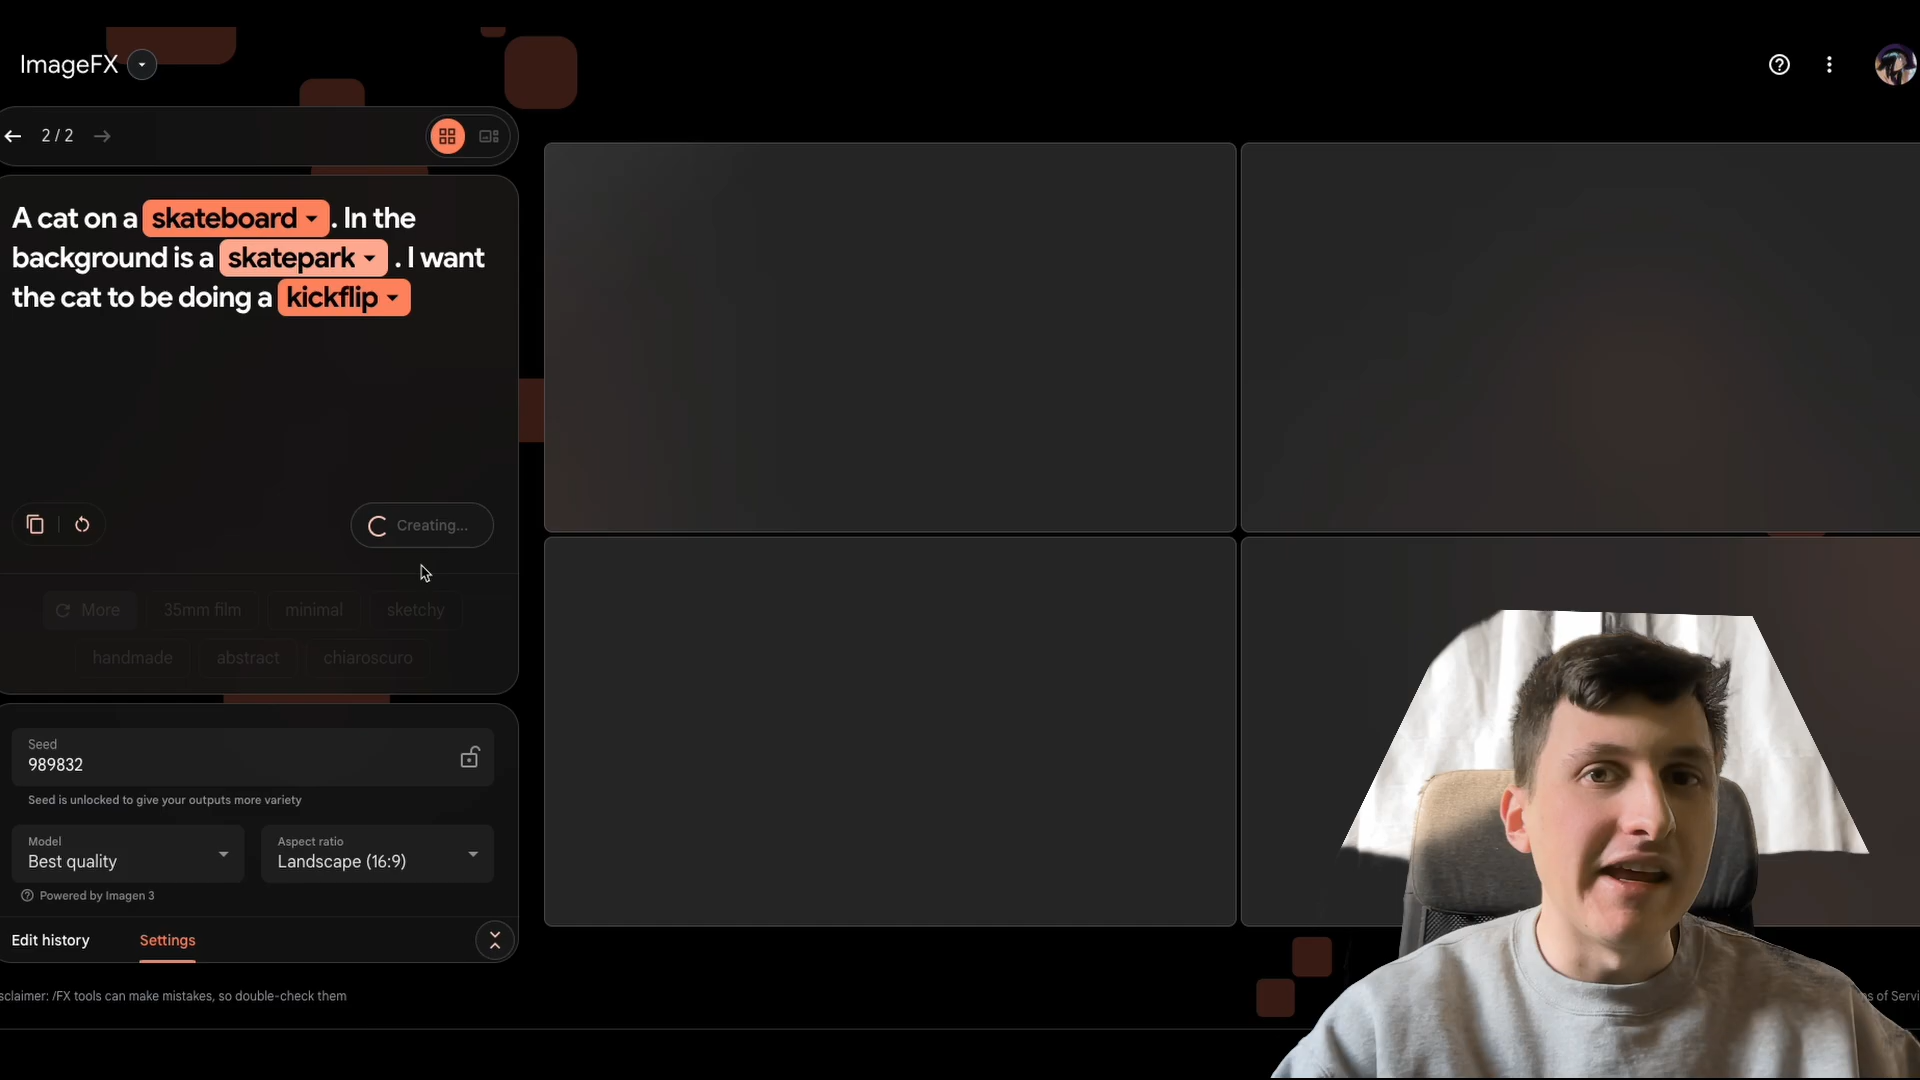 ImageFX
2 / 2
A cat on a skateboard . In the
background is a skatepark . I want
the cat to be doing a kickflip
Creating...
More 35mm film minimal sketchy
handmade abstract chiaroscuro
Seed
989832
Seed is unlocked to give your outputs more variety
Model
Best quality
Aspect ratio
Landscape (16:9)
Powered by Imagen 3
Edit history Settings
sclaimer: /FX tools can make mistakes, so double-check them
s of Servi